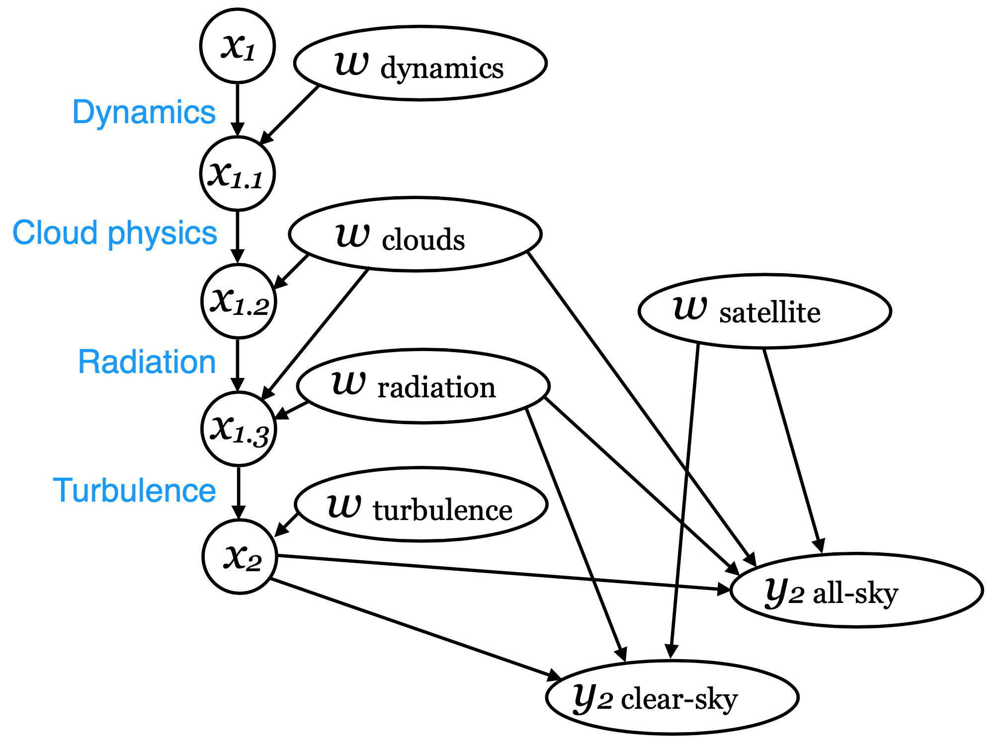 x1
w dynamics
Dynamics
x1.1
Cloud physics
w clouds
x1.2
w satellite
Radiation
w radiation
x1.3
Turbulence
w turbulence
x2
y2 all-sky
y2 clear-sky